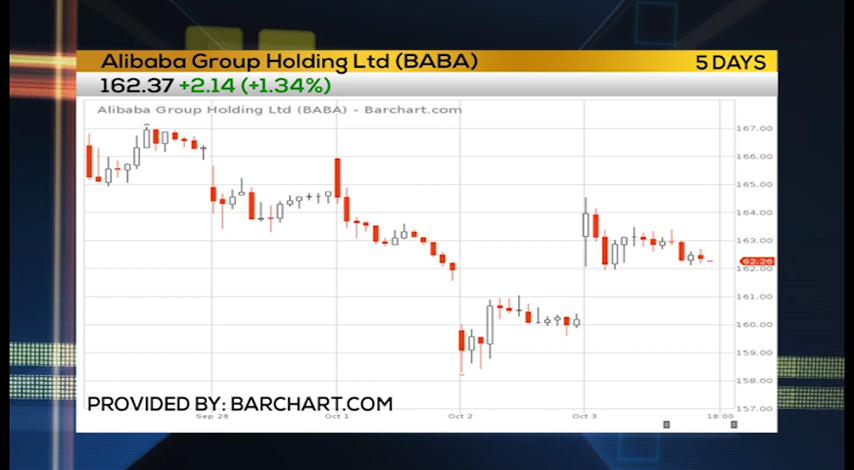 Alibaba Group Holding Ltd (BABA) 5 DAYS
162.37 +2.14 (+1.34%)
Alibaba Group Holding Ltd (BABA) - Barchart.com
167.00
166.00
165.00
164.00
163.00
62.26
162.00
161.00
160.00
159.00
158.00
157.00
PROVIDED BY: BARCHART.COM
Sep 28 Oct 1 Oct 2 Oct 3 18:00